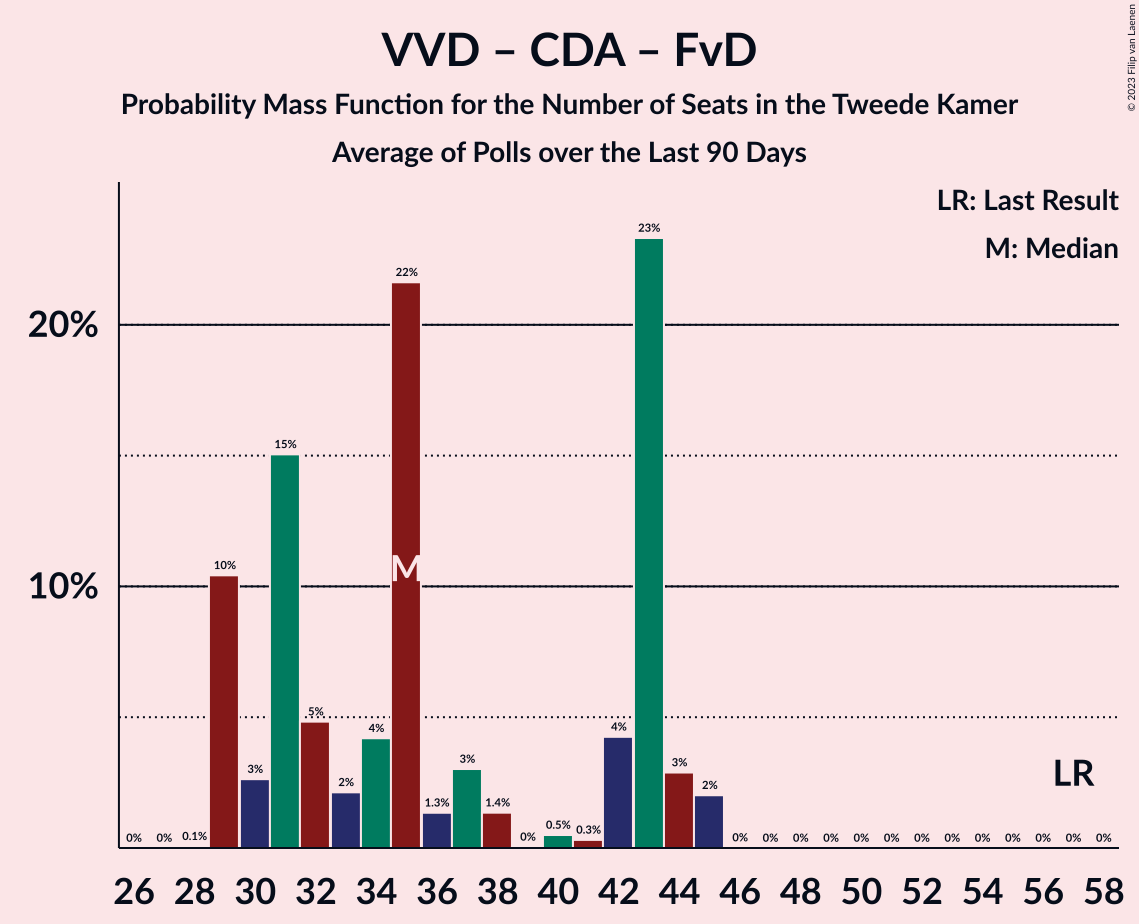 VVD – CDA – FvD
Probability Mass Function for the Number of Seats in the Tweede Kamer
Average of Polls over the Last 90 Days
© 2023 Filip van Laenen
LR: Last Result
M: Median
23%
22%
20%
15%
10%
M
10%
5%
4%
4%
3%
3%
3%
2%
2%
LR
1.3%
1.4%
0.5%
0.3%
0% 0% 0.1% 0% 0% 0% 0% 0% 0% 0% 0% 0% 0% 0% 0% 0% 0%
26 28 30 32 34 36 38 40 42 44 46 48 50 52 54 56 58